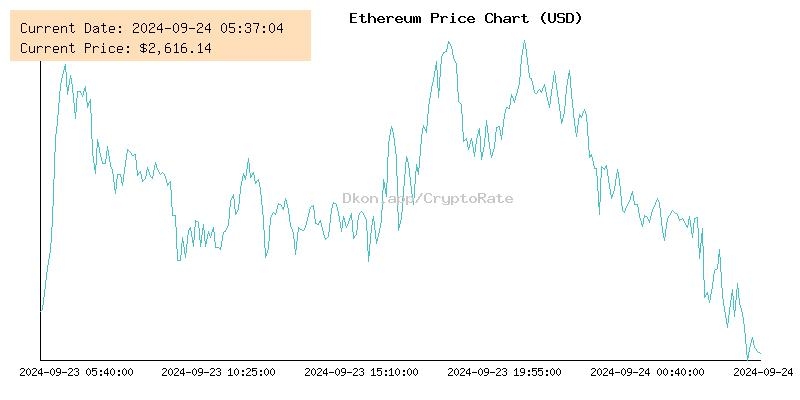 Current Date: 2024-09-24 05:37:04
Current Price: $2,616.14
Ethereum Price Chart (USD)
Dkon.app/CryptoRate
2024-09-23 05:40:00 2024-09-23 10:25:00 2024-09-23 15:10:00 2024-09-23 19:55:00 2024-09-24 00:40:00 2024-09-24